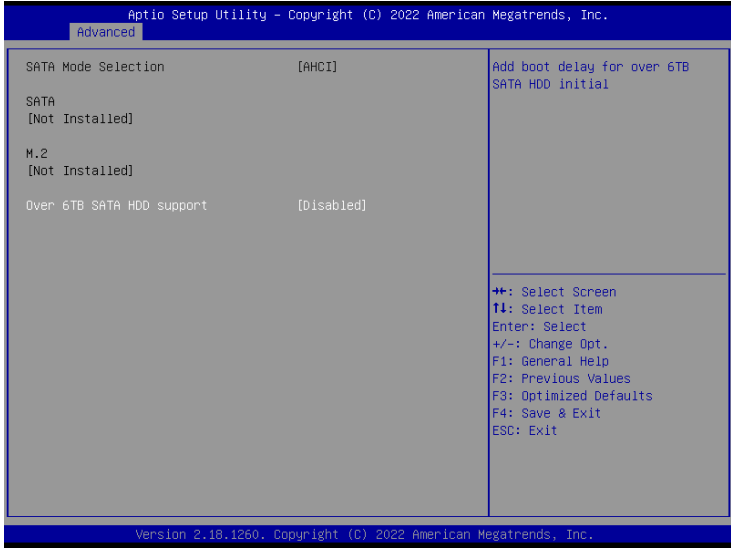 Aptio Setup Utility – Copyright (C) 2022 American Megatrends, Inc.
Advanced
SATA Mode Selection [AHCI]
SATA
[Not Installed]
M.2
[Not Installed]
Over 6TB SATA HDD support [Disabled]
Add boot delay for over 6TB
SATA HDD initial
→←: Select Screen
↑↓: Select Item
Enter: Select
+/-: Change Opt.
F1: General Help
F2: Previous Values
F3: Optimized Defaults
F4: Save & Exit
ESC: Exit
Version 2.18.1260. Copyright (C) 2022 American Megatrends, Inc.